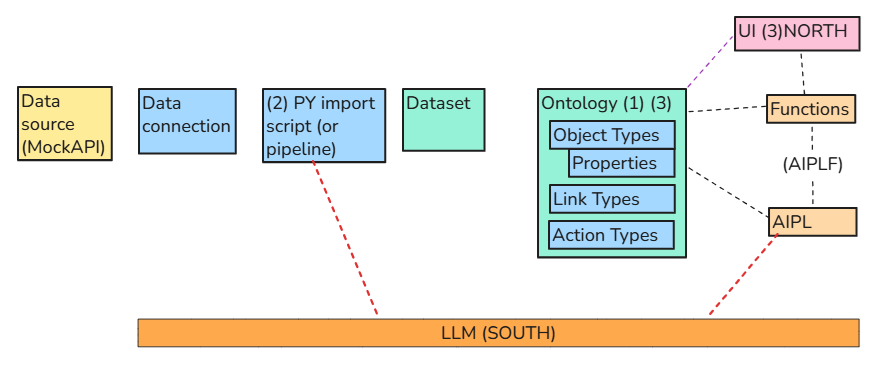 UI (3)NORTH
Data
source
(MockAPI)
Data
connection
(2) PY import
script (or
pipeline)
Dataset
Ontology (1) (3)
Object Types
Properties
Link Types
Action Types
Functions
(AIPLF)
AIPL
LLM (SOUTH)